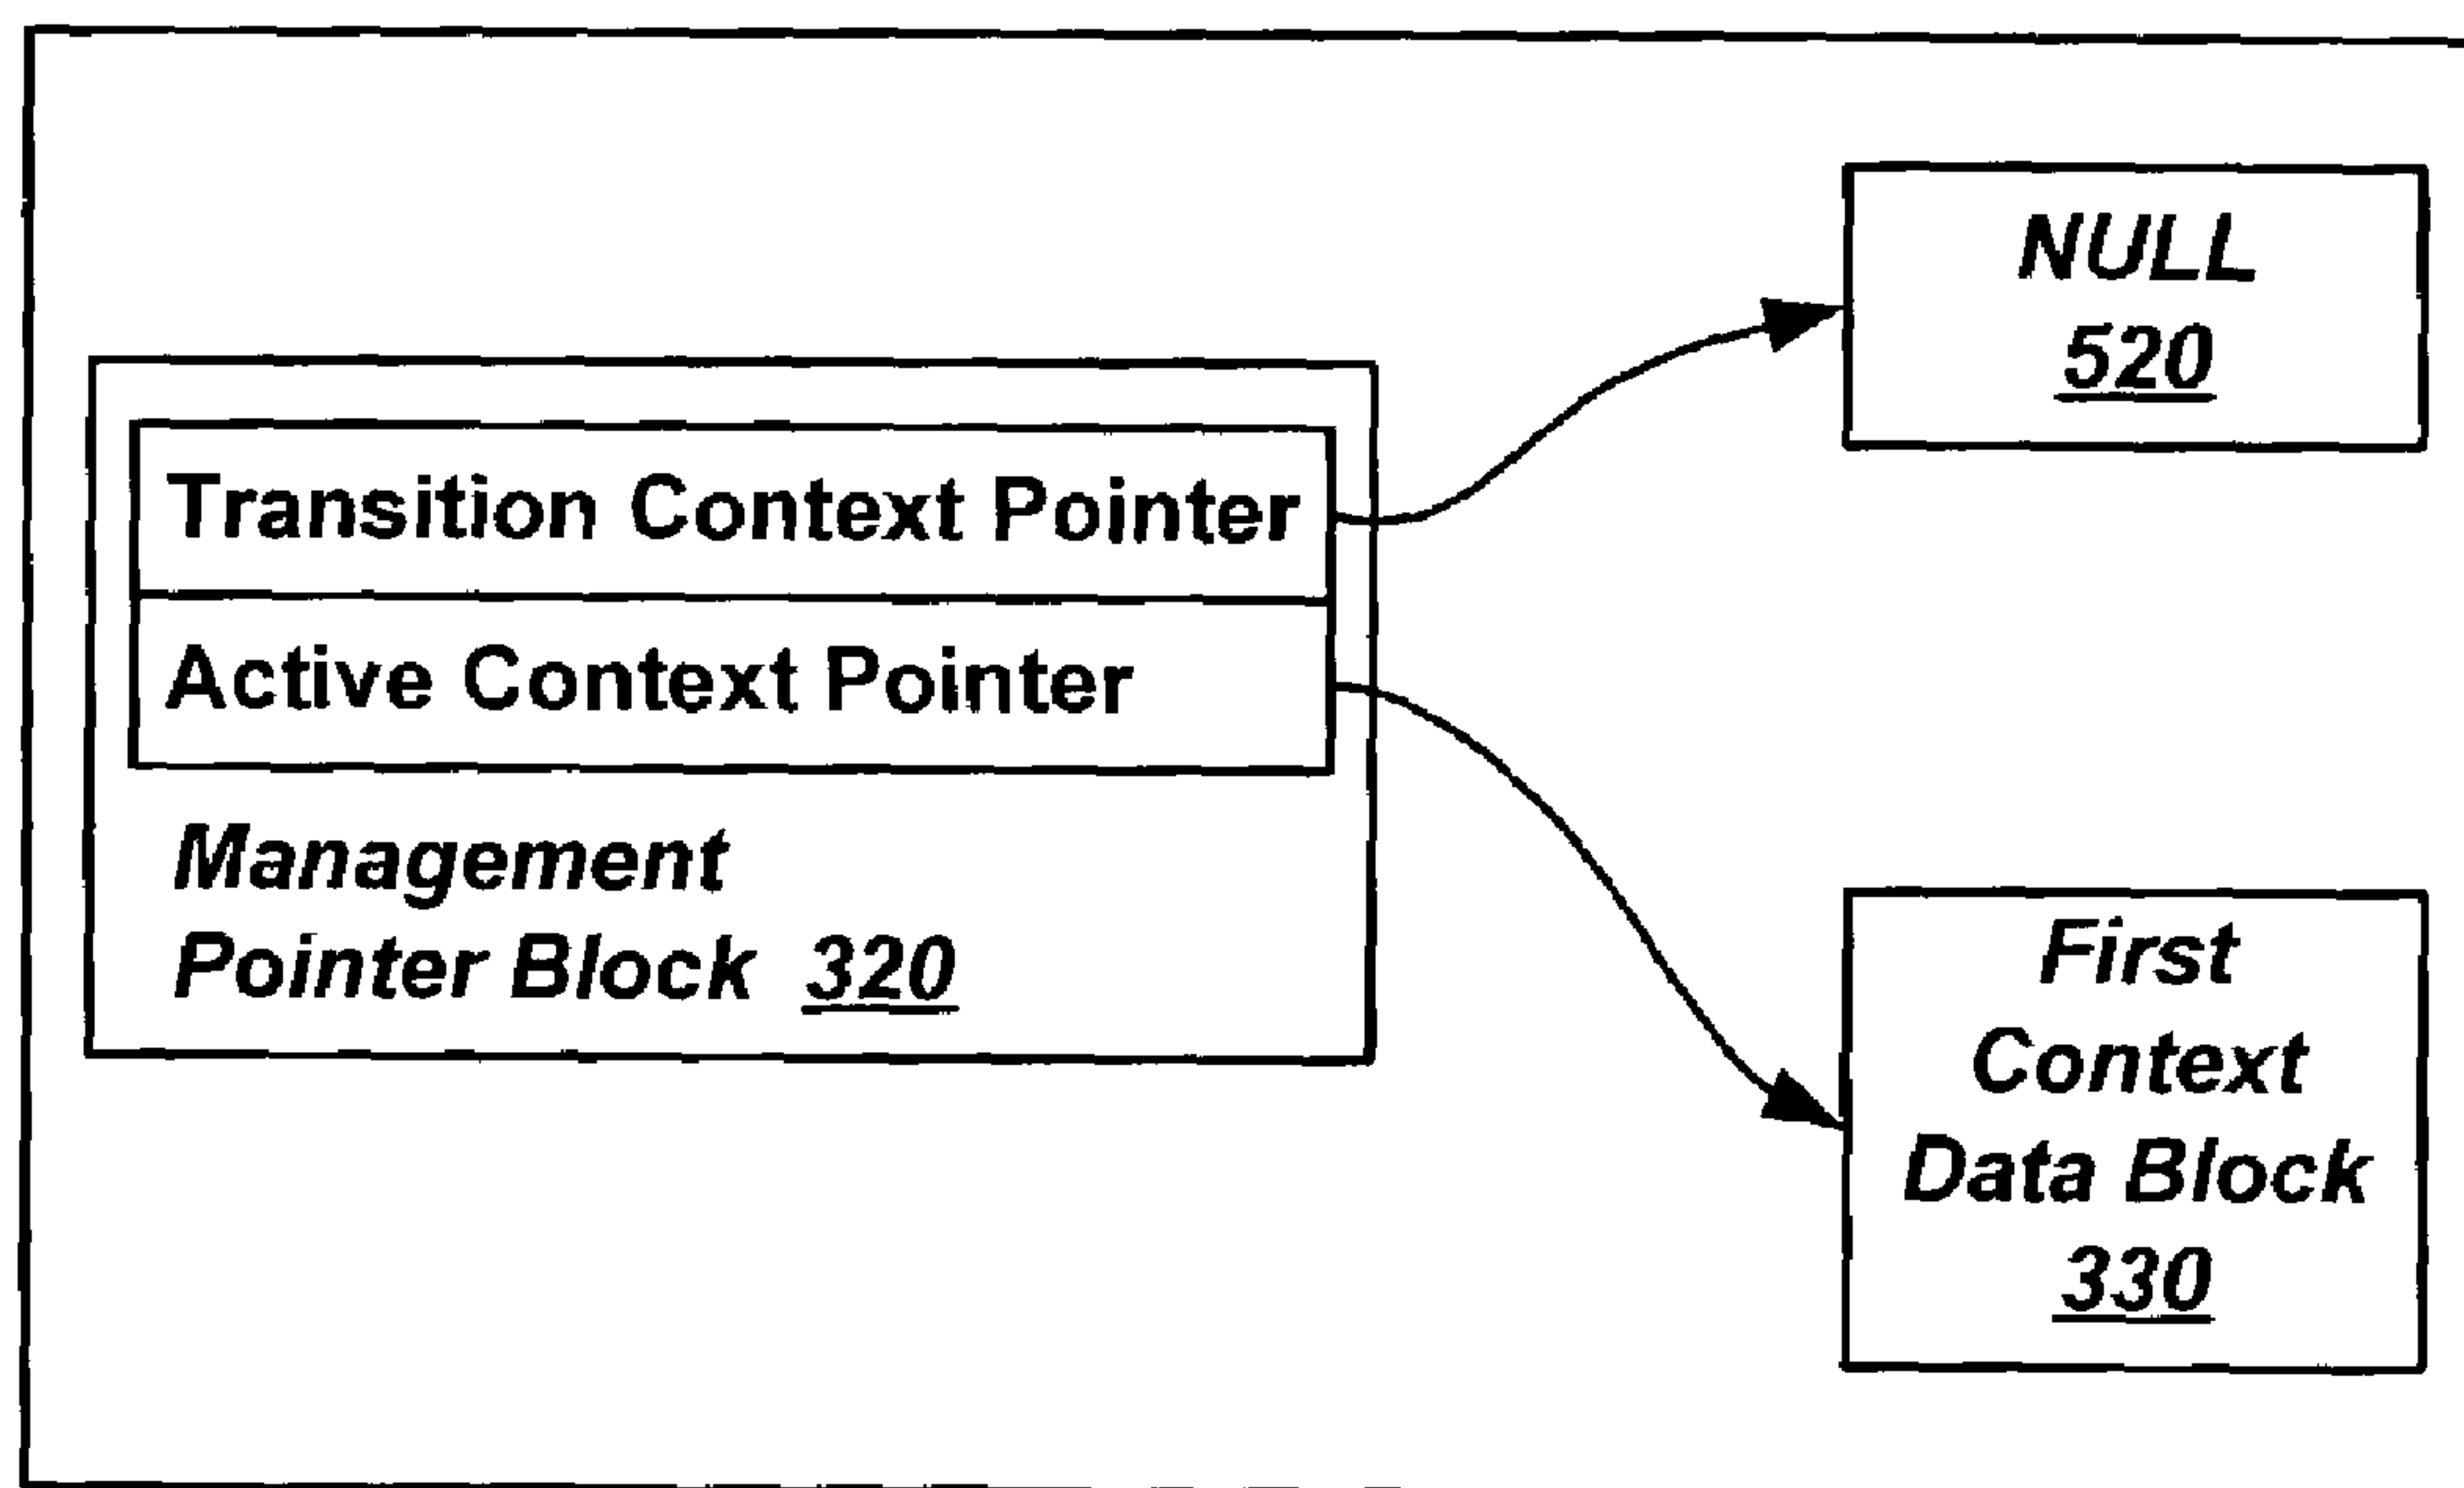 NULL
520
Transition Context Pointer
Active Context Pointer
Management
Pointer Block 320
First
Context
Data Block
330